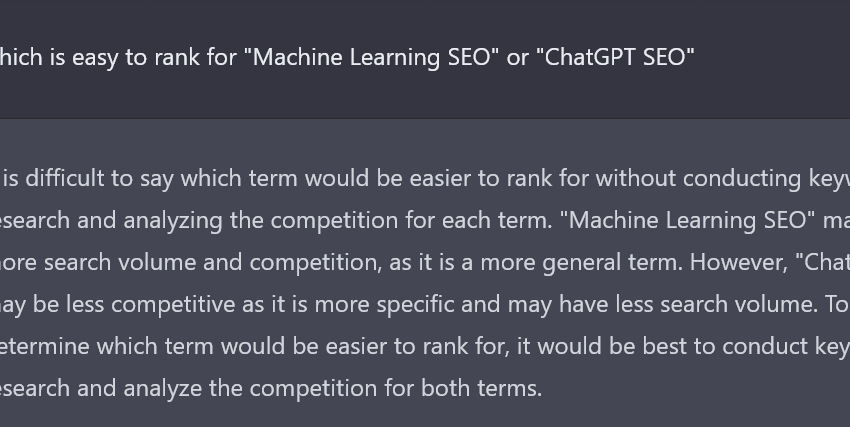 hich is easy to rank for "Machine Learning SEO" or "ChatGPT SEO"
is difficult to say which term would be easier to rank for without conducting keyw
esearch and analyzing the competition for each term. "Machine Learning SEO" ma
ore search volume and competition, as it is a more general term. However, "Chat
ay be less competitive as it is more specific and may have less search volume. To
etermine which term would be easier to rank for, it would be best to conduct key
esearch and analyze the competition for both terms.